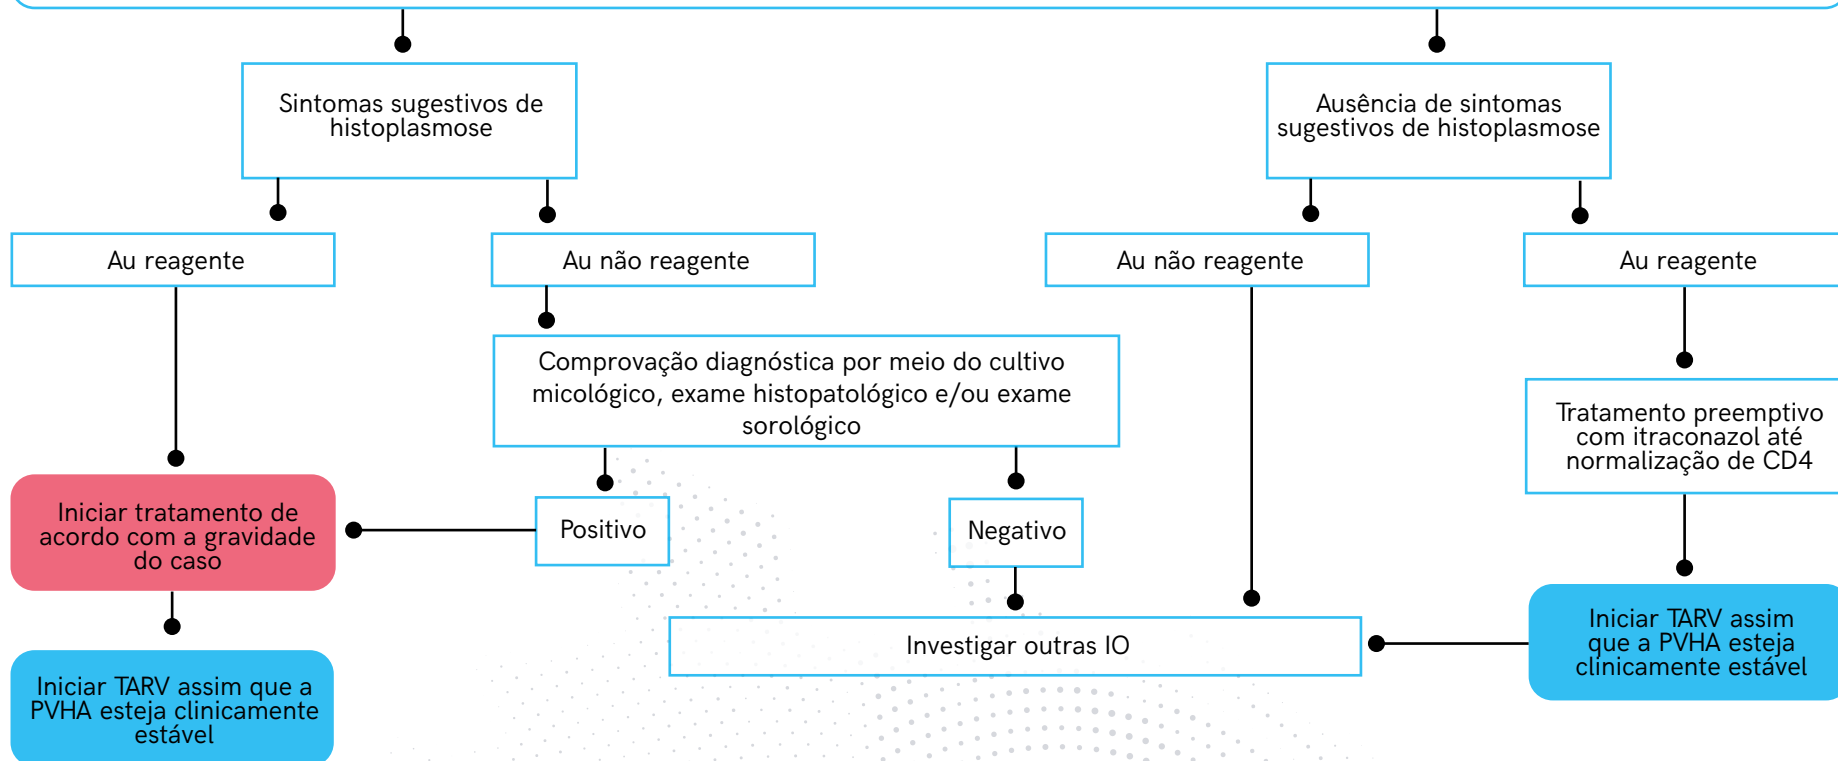 Sintomas sugestivos de
histoplasmose
Ausência de sintomas
sugestivos de histoplasmose
Au reagente
Au não reagente
Au não reagente
Au reagente
Comprovação diagnóstica por meio do cultivo
micológico, exame histopatológico e/ou exame
sorológico
Tratamento preemptivo
com itraconazol até
normalização de CD4
Iniciar tratamento de
acordo com a gravidade
do caso
Positivo
Negativo
Investigar outras IO
Iniciar TARV assim
que a PVHA esteja
clinicamente estável
Iniciar TARV assim que a
PVHA esteja clinicamente
estável